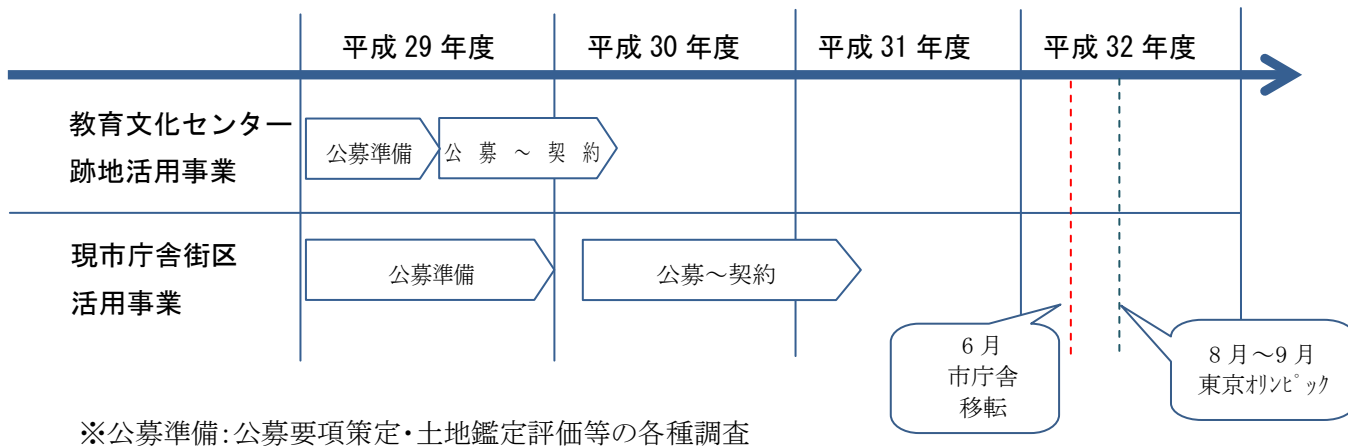 平成 29 年度 平成 30 年度 平成 31 年度 平成 32 年度
教育文化センター
跡地活用事業
公募準備
公 募 ~ 契 約
現市庁舎街区
活用事業
公募準備
公募~契約
6 月
市庁舎
移転
8 月~9 月
東京ｵﾘﾝﾋﾟｯｸ
※公募準備:公募要項策定・土地鑑定評価等の各種調査